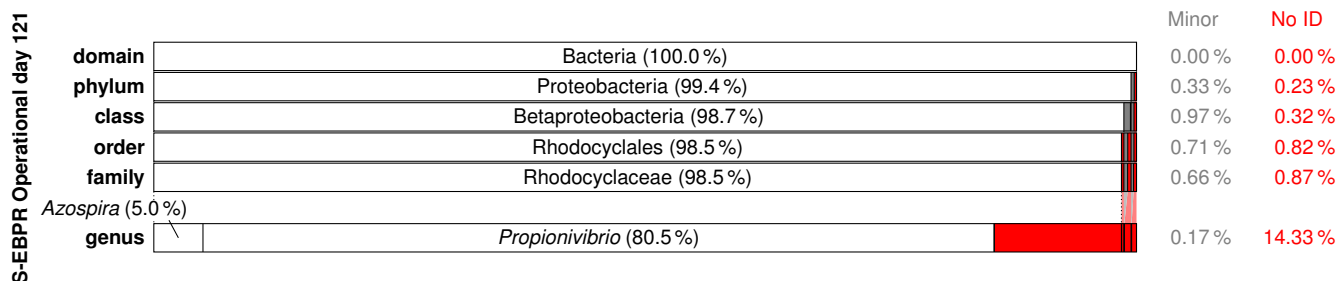 S-EBPR Operational day 121
Minor No ID
domain Bacteria (100.0 %) 0.00 % 0.00 %
phylum Proteobacteria (99.4 %) 0.33 % 0.23 %
class Betaproteobacteria (98.7 %) 0.97 % 0.32 %
order Rhodocyclales (98.5 %) 0.71 % 0.82 %
family Rhodocyclaceae (98.5 %) 0.66 % 0.87 %
Azospira (5.0 %)
genus Propionivibrio (80.5 %) 0.17 % 14.33 %